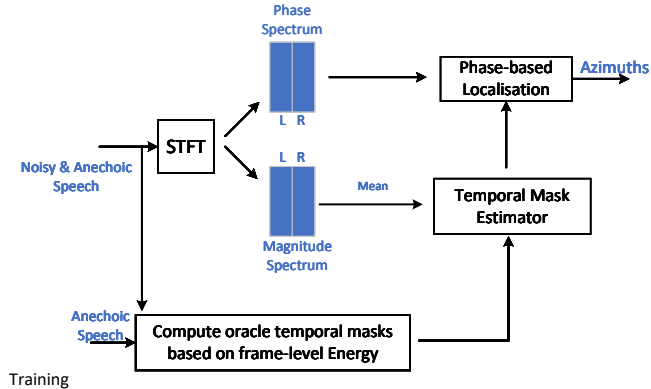 Phase
Spectrum
L R
Phase-based
Localisation
Azimuths
STFT
Noisy & Anechoic
Speech
L R
Mean
Magnitude
Spectrum
Temporal Mask
Estimator
Anechoic
Speech
Compute oracle temporal masks
based on frame-level Energy
Training